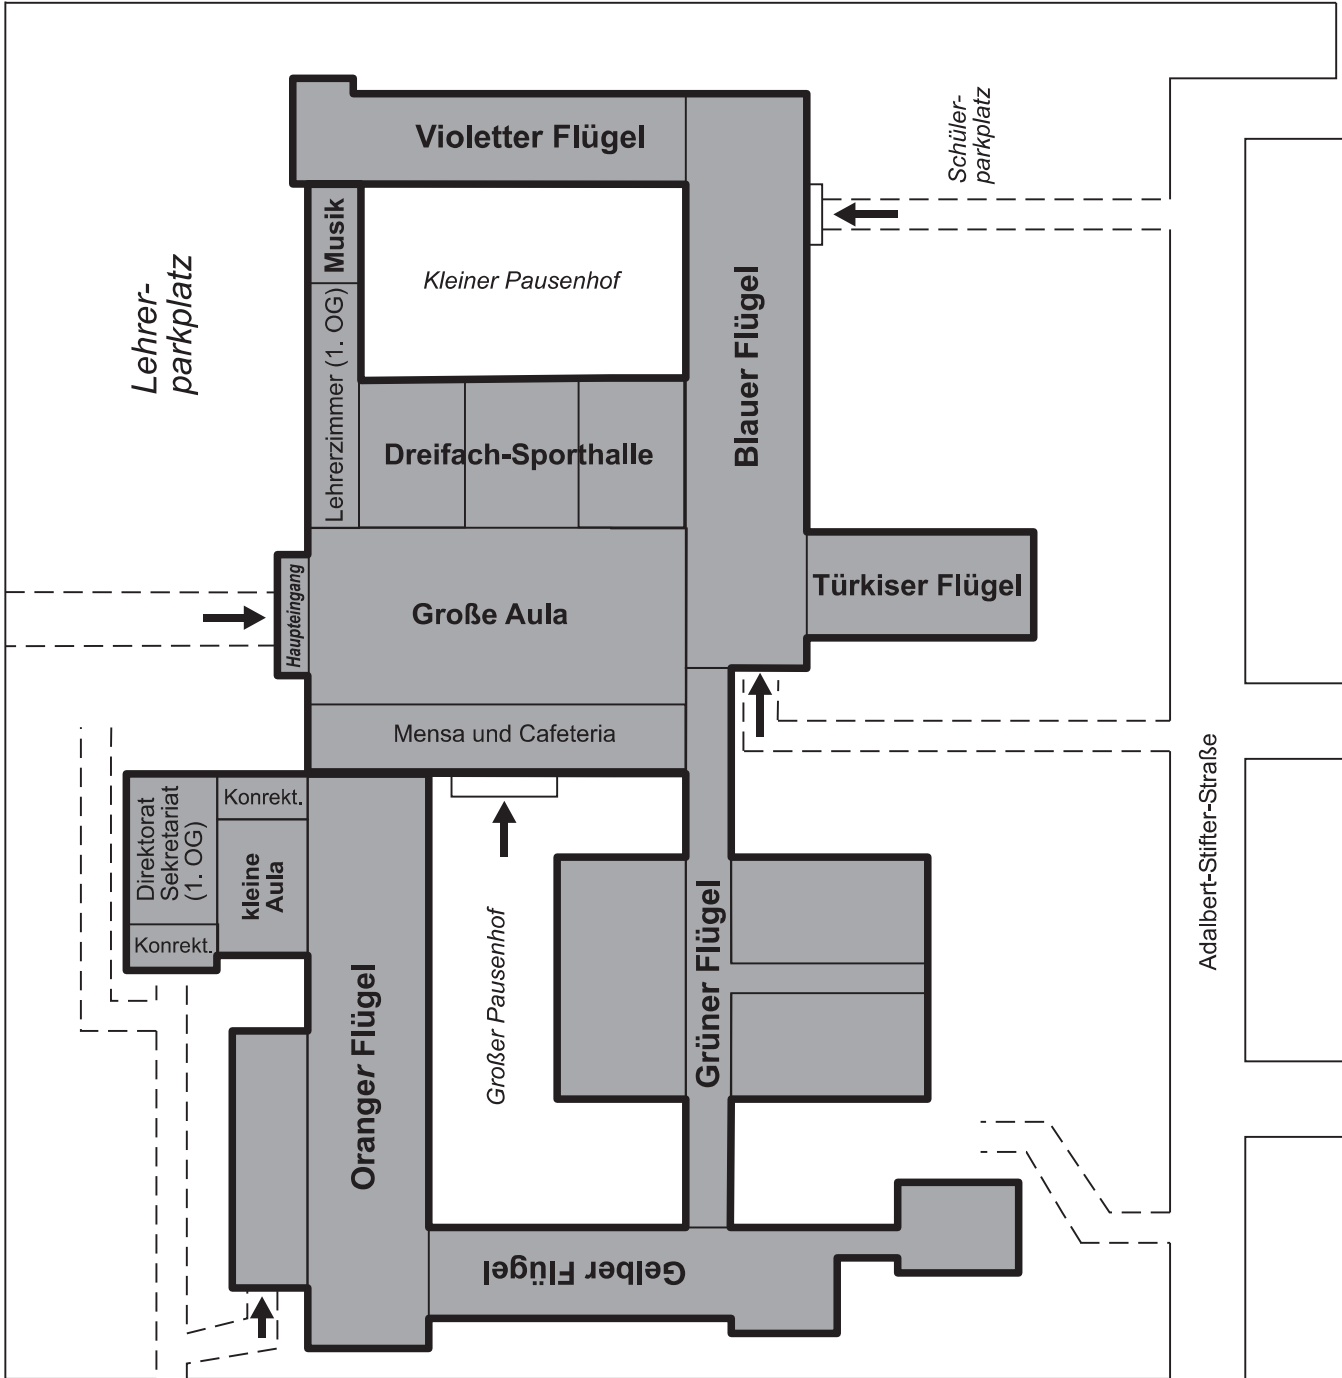 Violetter Flügel
Schüler-
parkplatz
Musik
Kleiner Pausenhof
Lehrer-
parkplatz
Lehrerzimmer (1. OG)
Blauer Flügel
Dreifach-Sporthalle
Haupteingang
Große Aula
Türkiser Flügel
Mensa und Cafeteria
Adalbert-Stifter-Straße
Direktorat
Sekretariat
(1. OG)
Konrekt.
kleine
Aula
Konrekt.
Oranger Flügel
Großer Pausenhof
Grüner Flügel
Gelber Flügel